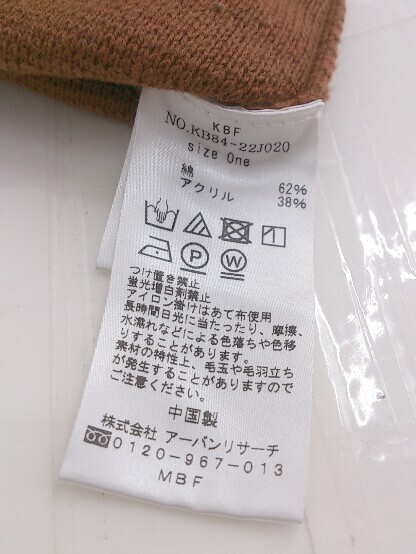 KBF
NO.KB84-22J020
size One
綿 62%
アクリル 38%
P W
つけ置き禁止
蛍光増白剤禁止
アイロン掛けはあて布使用
長時間日光に当たったり、摩擦、
水濡れなどによる色落ちや色移
りすることがあります。
素材の特性上、毛玉や毛羽立ち
が発生することがありますので
ご注意ください。
中国製
株式会社 アーバンリサーチ
0120-967-013
MBF